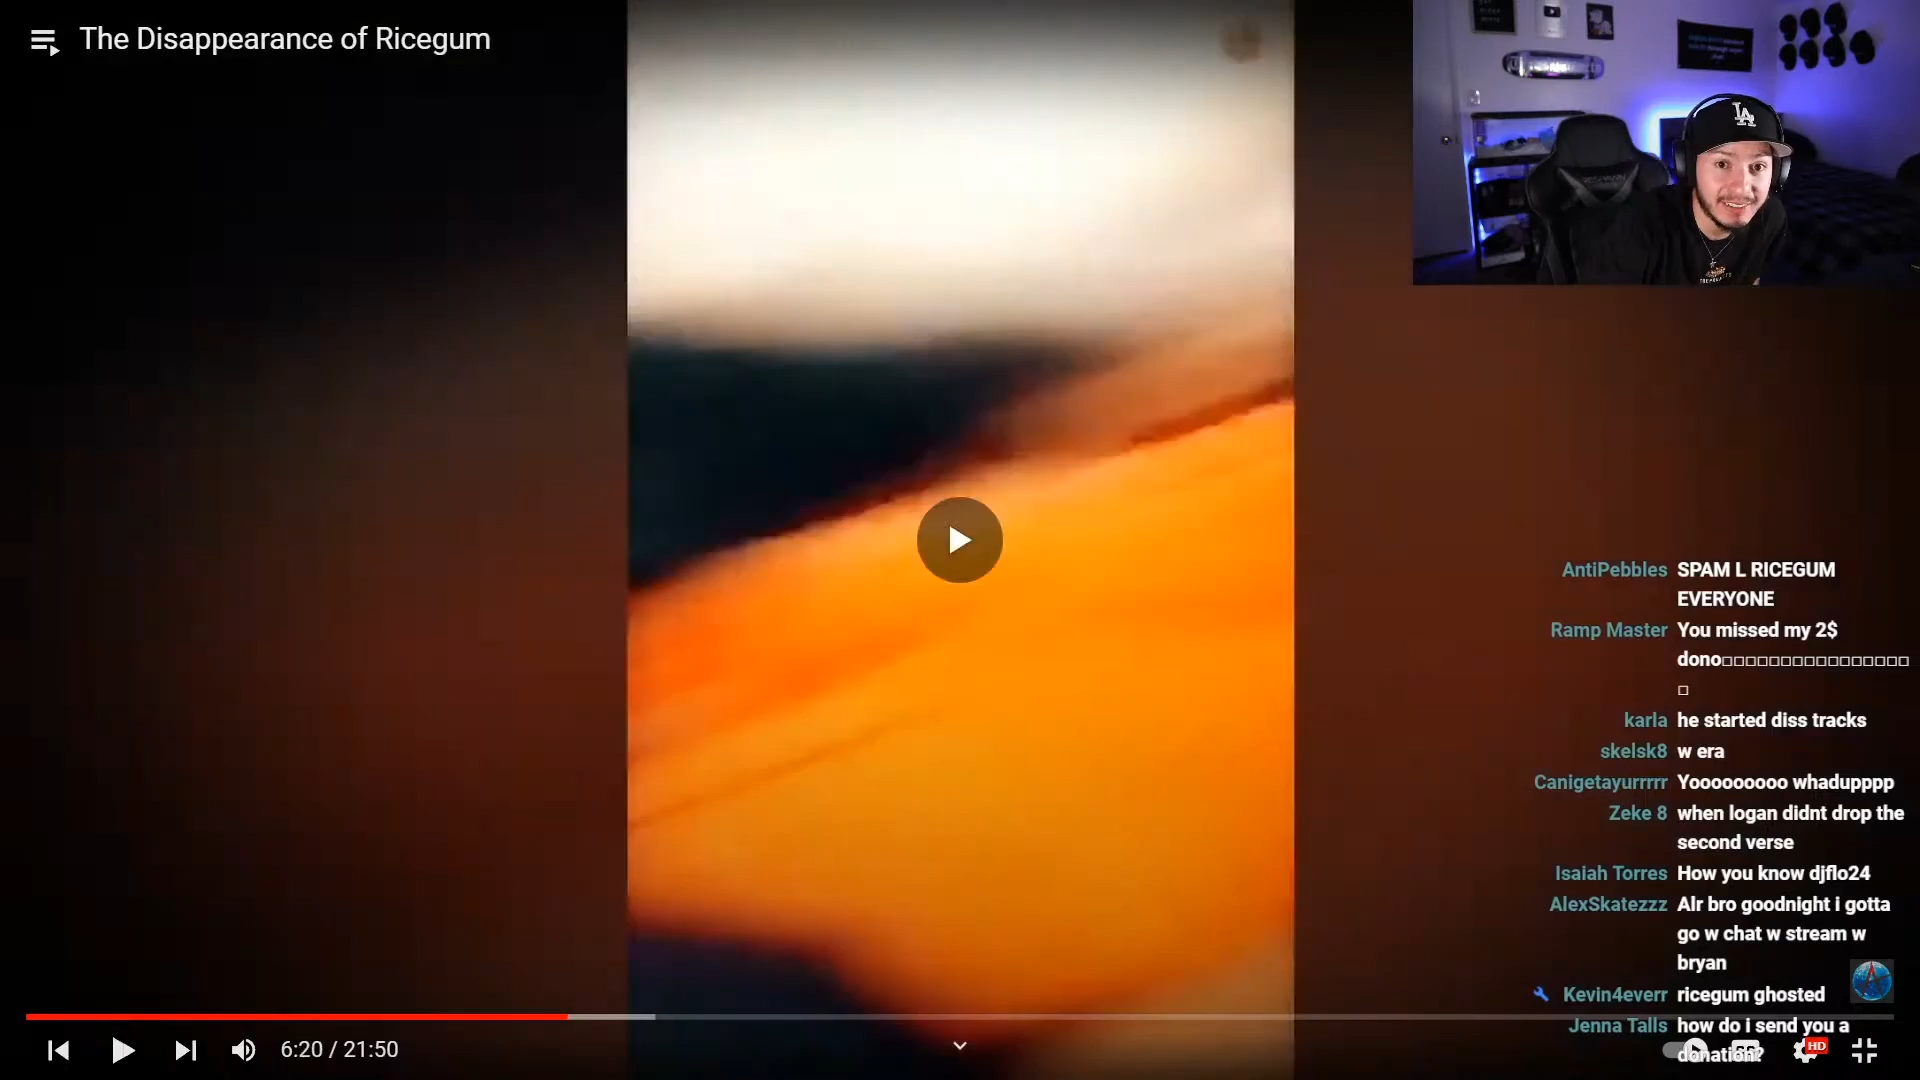 The Disappearance of Ricegum
LA
AntiPebbles SPAM L RICEGUM
EVERYONE
Ramp Master You missed my 2$
dono□□□□□□□□□□□□□□□□
□
karla he started diss tracks
skelsk8 w era
Canigetayurrrrr Yooooooooo whadupppp
Zeke 8 when logan didnt drop the
second verse
Isaiah Torres How you know djflo24
AlexSkatezzz Alr bro goodnight i gotta
go w chat w stream w
bryan
Kevin4everr ricegum ghosted
Jenna Talls how do i send you a
donation?
6:20 / 21:50
HD